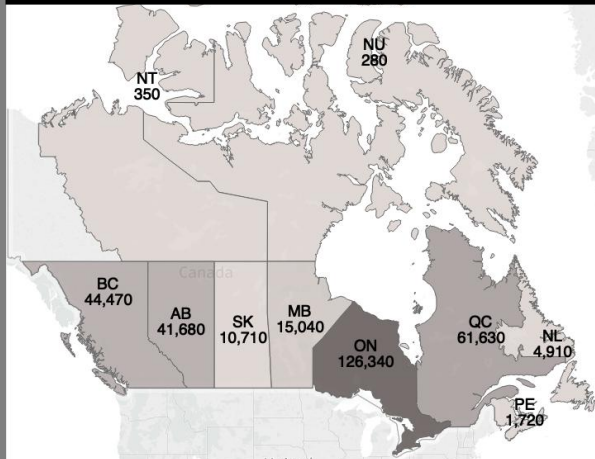 NU
280
NT
350
Canada
BC
44,470
AB
41,680
SK
10,710
MB
15,040
ON
126,340
QC
61,630
NL
4,910
PE
1,720